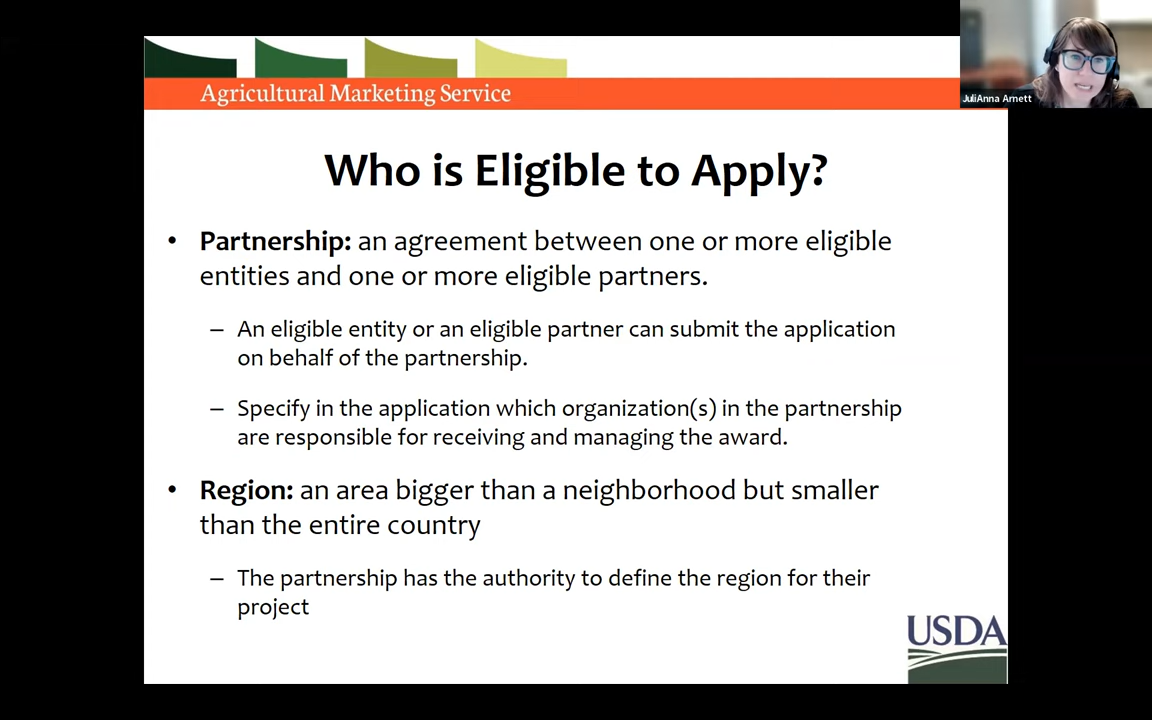 Agricultural Marketing Service
JuliAnna Arnett
Who is Eligible to Apply?
• Partnership: an agreement between one or more eligible
entities and one or more eligible partners.
– An eligible entity or an eligible partner can submit the application
on behalf of the partnership.
– Specify in the application which organization(s) in the partnership
are responsible for receiving and managing the award.
• Region: an area bigger than a neighborhood but smaller
than the entire country
– The partnership has the authority to define the region for their
project
USDA